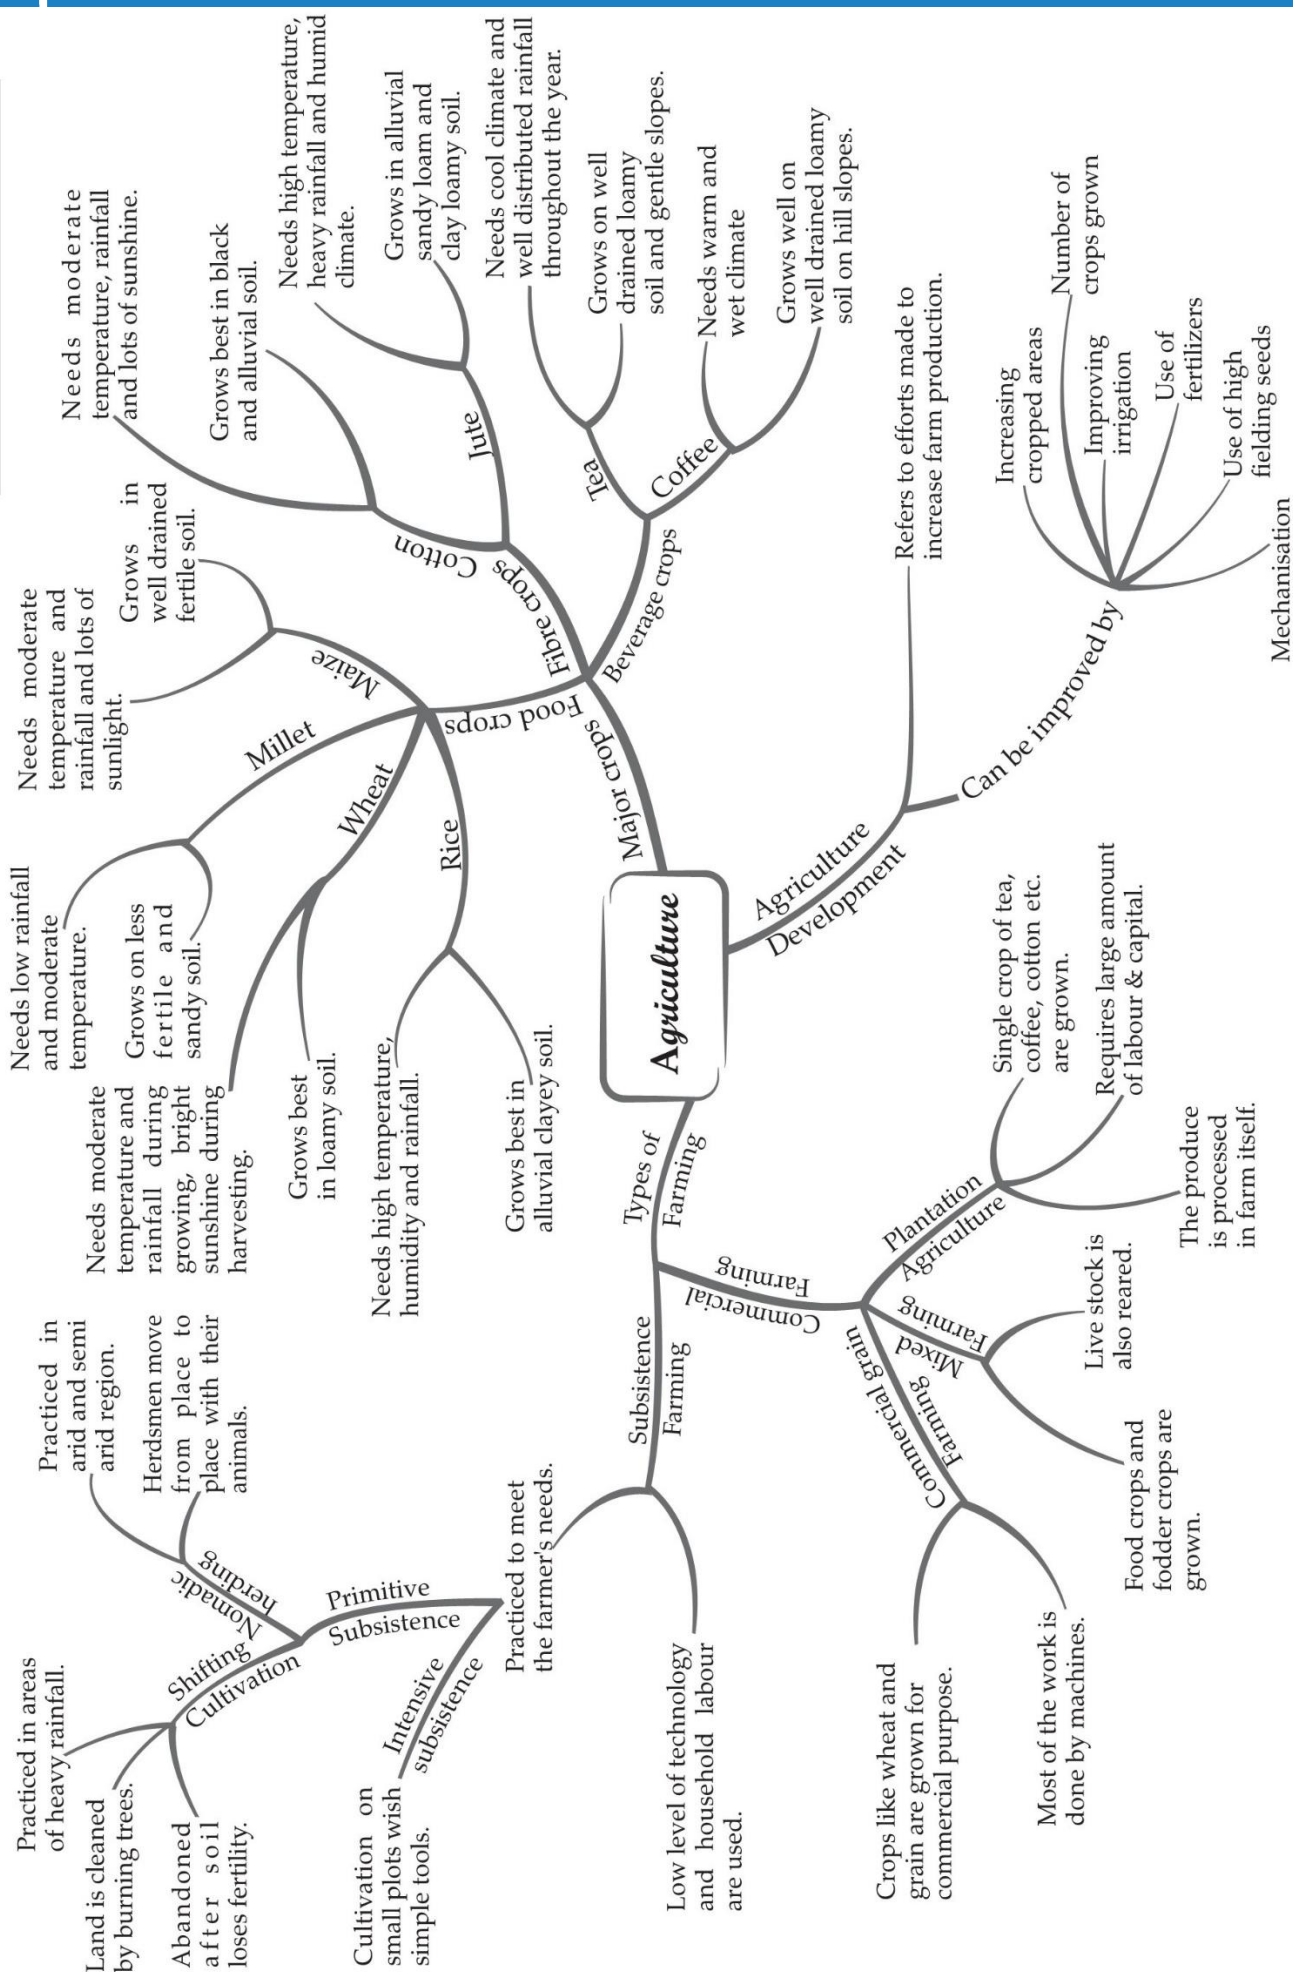 Agriculture
Types of
Farming
Subsistence
Farming
Practiced to meet
the farmer's needs.
Low level of technology
and household labour
are used.
Primitive
Subsistence
Intensive
subsistence
Cultivation on
small plots wish
simple tools.
Nomadic
herding
Practiced in
arid and semi
arid region.
Herdsmen move
from place to
place with their
animals.
Shifting
Cultivation
Practiced in areas
of heavy rainfall.
Land is cleaned
by burning trees.
Abandoned
after soil
loses fertility.
Commercial
Farming
Commercial grain
Farming
Crops like wheat and
grain are grown for
commercial purpose.
Most of the work is
done by machines.
Mixed
Farming
Live stock is
also reared.
Food crops and
fodder crops are
grown.
Plantation
Agriculture
Single crop of tea,
coffee, cotton etc.
are grown.
Requires large amount
of labour & capital.
The produce
is processed
in farm itself.
Major crops
Food crops
Rice
Needs high temperature,
humidity and rainfall.
Grows best in
alluvial clayey soil.
Wheat
Needs moderate
temperature and
rainfall during
growing, bright
sunshine during
harvesting.
Grows best
in loamy soil.
Millet
Needs low rainfall
and moderate
temperature.
Grows on less
fertile and
sandy soil.
Maize
Needs moderate
temperature and
rainfall and lots of
sunlight.
Grows in
well drained
fertile soil.
Fibre crops
Cotton
Needs moderate
temperature, rainfall
and lots of sunshine.
Grows best in black
and alluvial soil.
Jute
Needs high temperature,
heavy rainfall and humid
climate.
Grows in alluvial
sandy loam and
clay loamy soil.
Beverage crops
Tea
Needs cool climate and
well distributed rainfall
throughout the year.
Grows on well
drained loamy
soil and gentle slopes.
Coffee
Needs warm and
wet climate
Grows well on
well drained loamy
soil on hill slopes.
Agriculture
Development
Refers to efforts made to
increase farm production.
Can be improved by
Increasing
cropped areas
Number of
crops grown
Improving
irrigation
Use of
fertilizers
Use of high
fielding seeds
Mechanisation